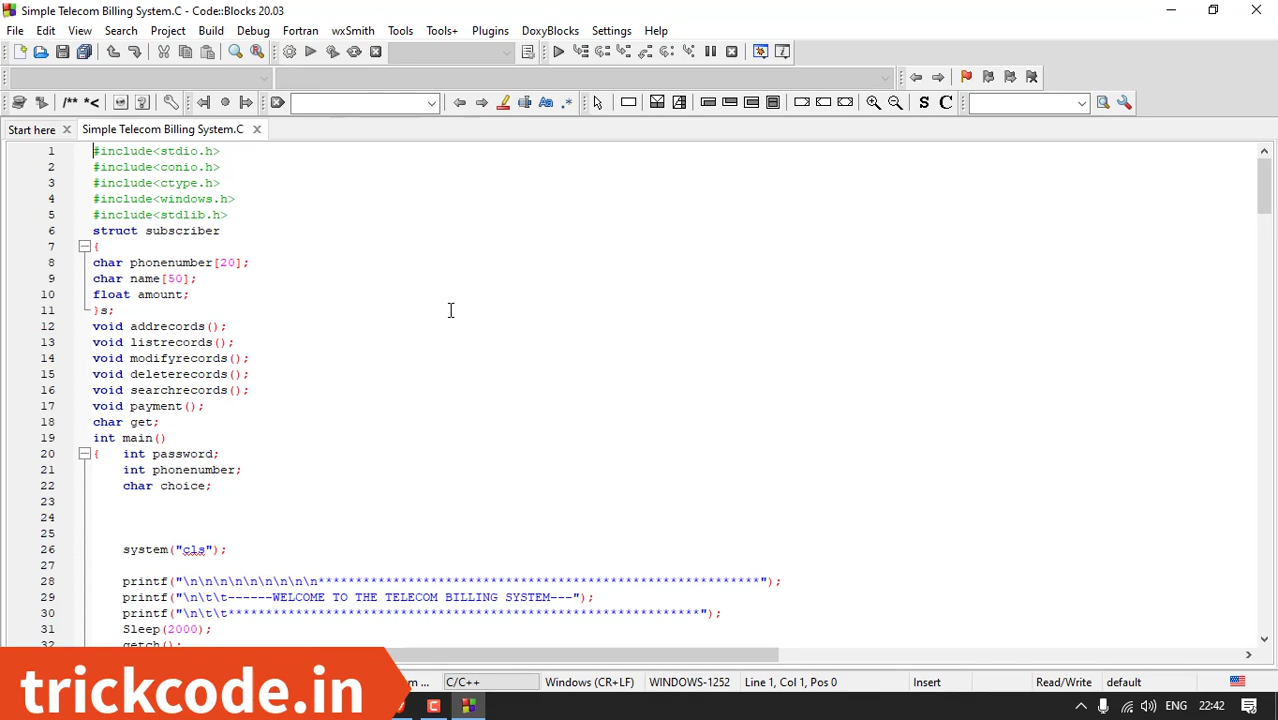 Simple Telecom Billing System.C - Code::Blocks 20.03
File Edit View Search Project Build Debug Fortran wxSmith Tools Tools+ Plugins DoxyBlocks Settings Help
/** *<
S C
Start here Simple Telecom Billing System.C
1 #include<stdio.h>
2 #include<conio.h>
3 #include<ctype.h>
4 #include<windows.h>
5 #include<stdlib.h>
6 struct subscriber
7 {
8 char phonenumber[20];
9 char name[50];
10 float amount;
11 }s;
12 void addrecords();
13 void listrecords();
14 void modifyrecords();
15 void deleterecords();
16 void searchrecords();
17 void payment();
18 char get;
19 int main()
20 { int password;
21 int phonenumber;
22 char choice;
23
24
25
26 system("cls");
27
28 printf("\n\n\n\n\n\n\n\n\n***********************************************************");
29 printf("\n\t\t------WELCOME TO THE TELECOM BILLING SYSTEM---");
30 printf("\n\t\t***************************************************************");
31 Sleep(2000);
32 getch();
trickcode.in
C/C++ Windows (CR+LF) WINDOWS-1252 Line 1, Col 1, Pos 0 Insert Read/Write default
ENG 22:42